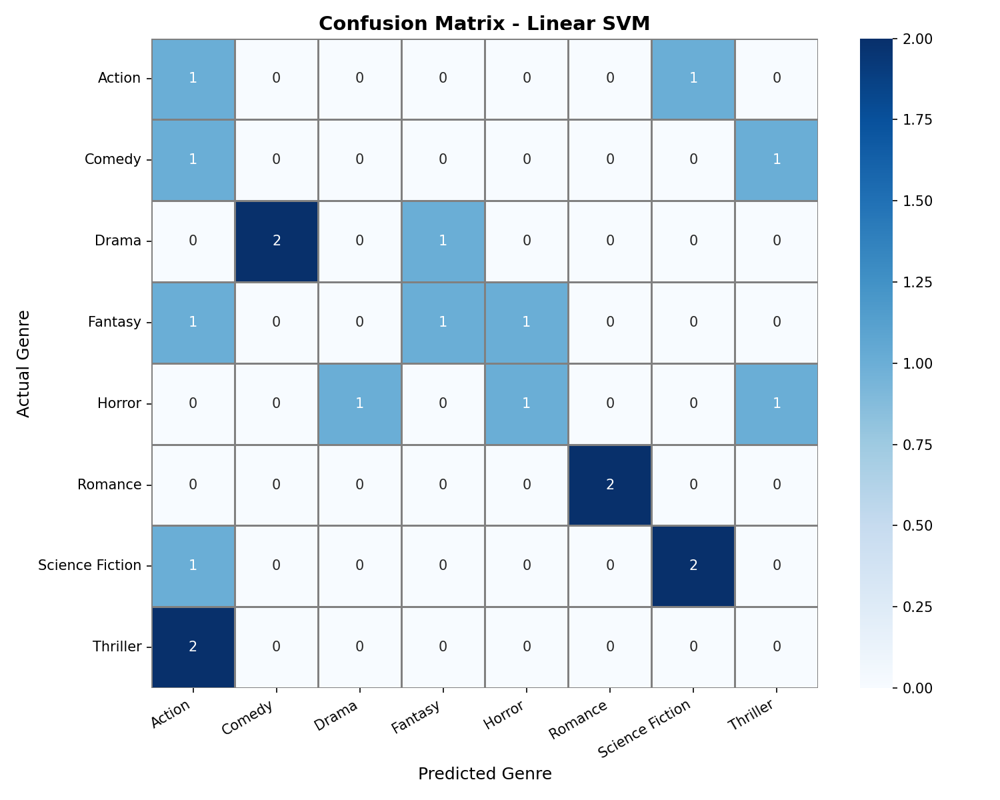 Confusion Matrix - Linear SVM
Actual Genre
Action 1 0 0 0 0 0 1 0
Comedy 1 0 0 0 0 0 0 1
Drama 0 2 0 1 0 0 0 0
Fantasy 1 0 0 1 1 0 0 0
Horror 0 0 1 0 1 0 0 1
Romance 0 0 0 0 0 2 0 0
Science Fiction 1 0 0 0 0 0 2 0
Thriller 2 0 0 0 0 0 0 0
Action Comedy Drama Fantasy Horror Romance Science Fiction Thriller
Predicted Genre
2.00
1.75
1.50
1.25
1.00
0.75
0.50
0.25
0.00